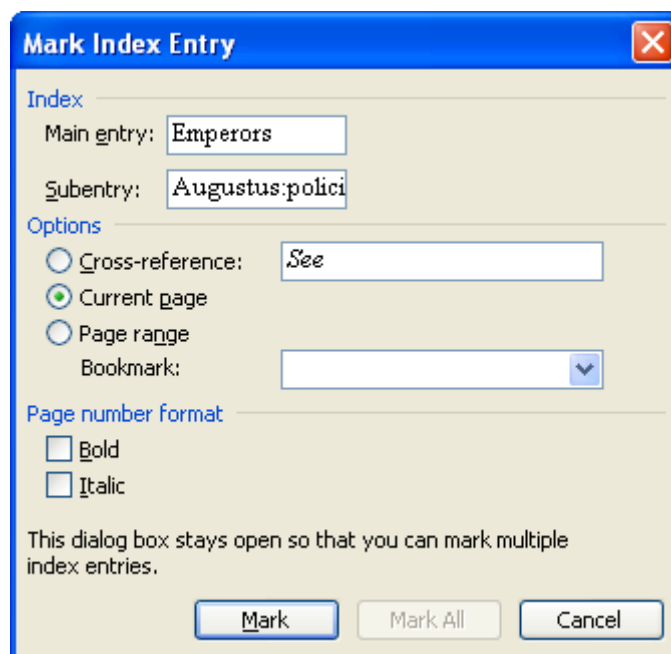 Mark Index Entry
Index
Main entry: Emperors
Subentry: Augustus:polici
Options
Cross-reference: See
Current page
Page range
Bookmark:
Page number format
Bold
Italic
This dialog box stays open so that you can mark multiple
index entries.
Mark Mark All Cancel